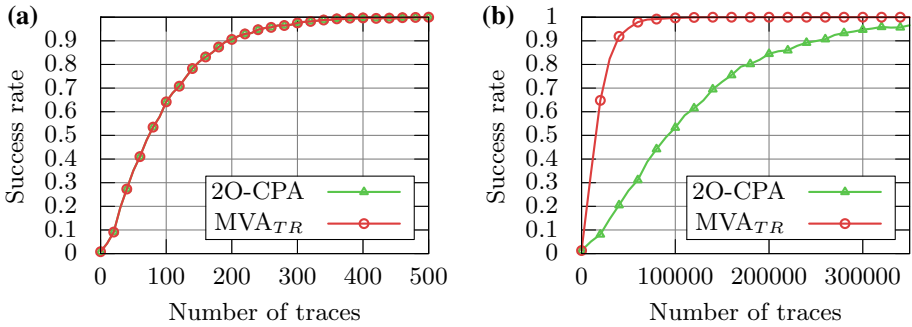 (a)
Success rate
0.9
0.8
0.7
0.6
0.5
0.4
0.3
0.2
0.1
0
0 100 200 300 400 500
Number of traces
2O-CPA
MVA_TR
(b)
Success rate
1
0.9
0.8
0.7
0.6
0.5
0.4
0.3
0.2
0.1
0
0 100000 200000 300000
Number of traces
2O-CPA
MVA_TR